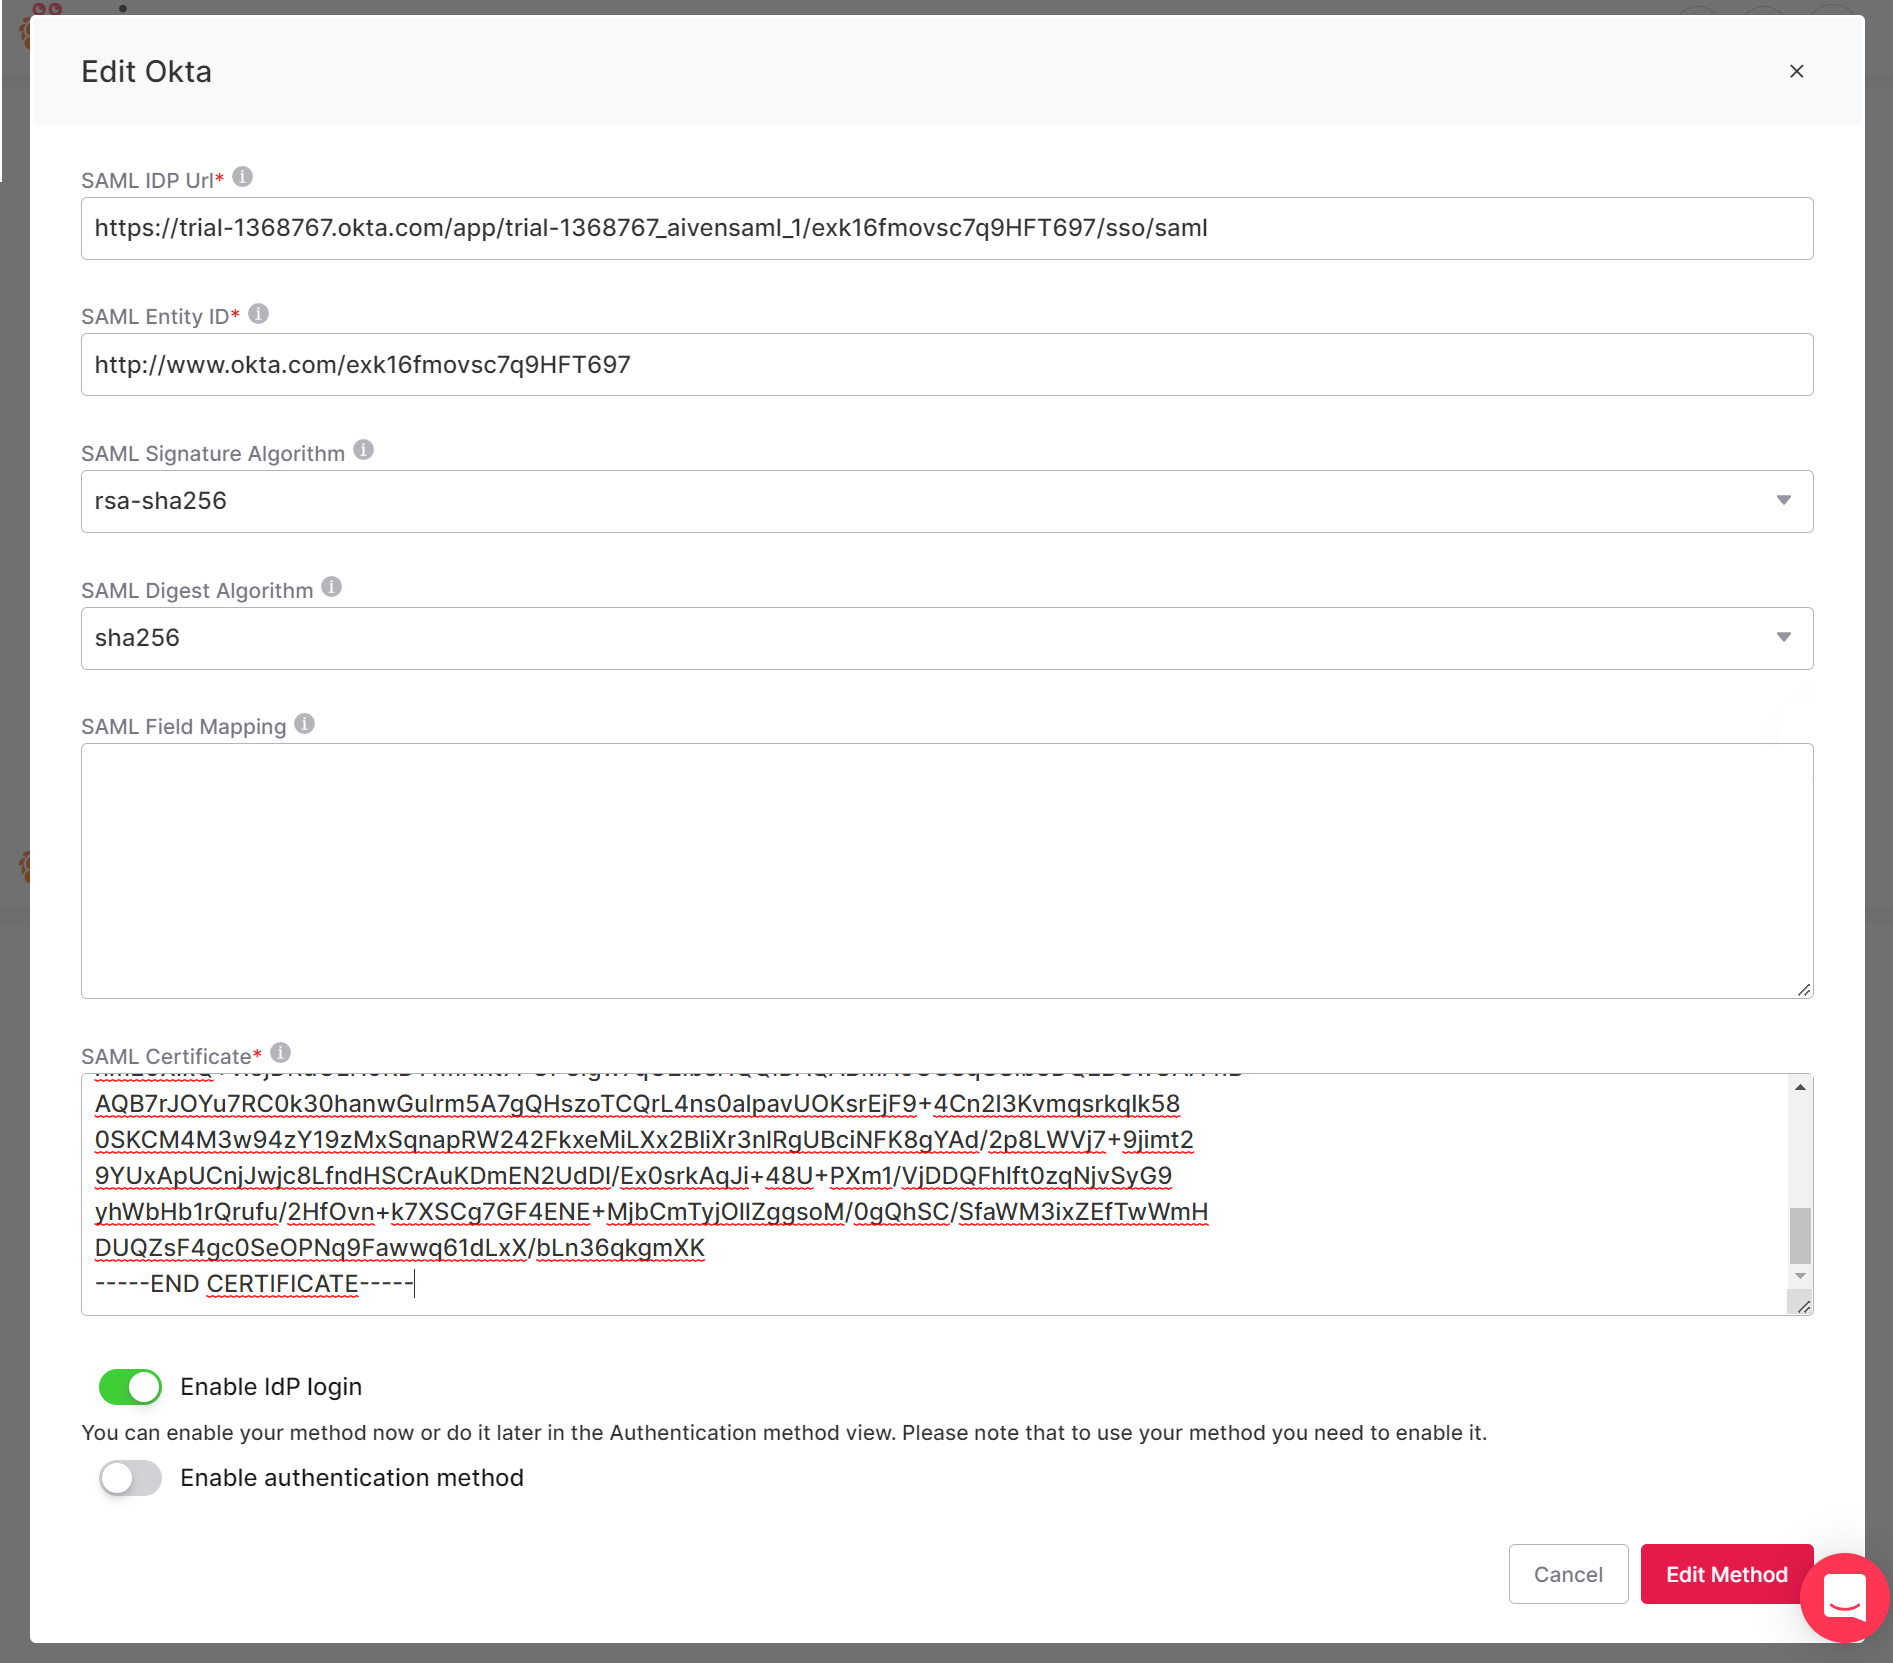 Edit Okta
SAML IDP Url*
https://trial-1368767.okta.com/app/trial-1368767_aivensaml_1/exk16fmovsc7q9HFT697/sso/saml
SAML Entity ID*
http://www.okta.com/exk16fmovsc7q9HFT697
SAML Signature Algorithm
rsa-sha256
SAML Digest Algorithm
sha256
SAML Field Mapping
SAML Certificate*
AQB7rJOYu7RC0k30hanwGulrm5A7gQHszoTCQrL4ns0alpavUOKsrEjF9+4Cn2I3Kvmqsrkqlk58
0SKCM4M3w94zY19zMxSqnapRW242FkxeMiLXx2BliXr3nlRgUBciNFK8gYAd/2p8LWVj7+9jimt2
9YUxApUCnjJwjc8LfndHSCrAuKDmEN2UdDl/Ex0srkAqJi+48U+PXm1/VjDDQFhlft0zqNjvSyG9
yhWbHb1rQrufu/2HfOvn+k7XSCg7GF4ENE+MjbCmTyjOllZggsoM/0gQhSC/SfaWM3ixZEfTwWmH
DUQZsF4gc0SeOPNq9Fawwq61dLxX/bLn36qkgmXK
-----END CERTIFICATE-----
Enable IdP login
You can enable your method now or do it later in the Authentication method view. Please note that to use your method you need to enable it.
Enable authentication method
Cancel
Edit Method